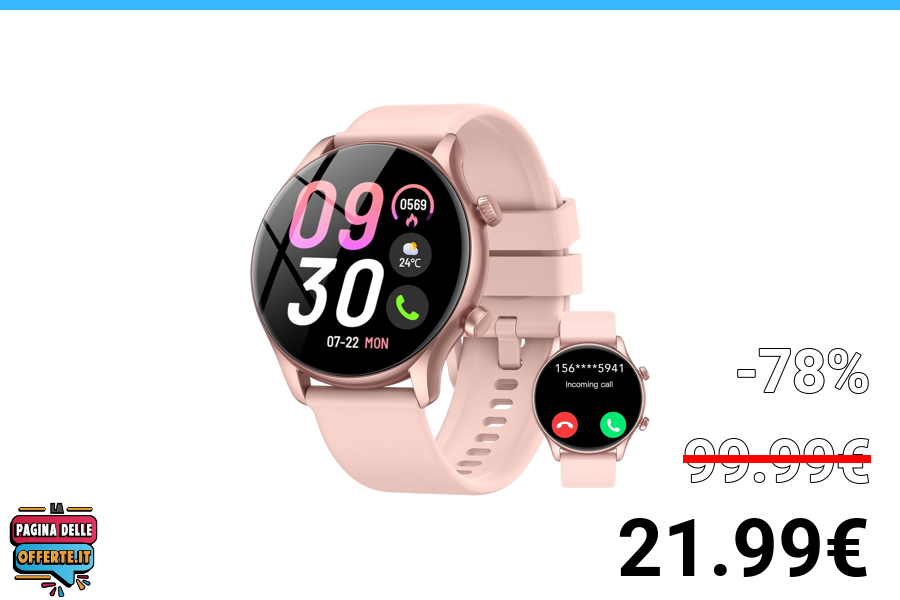 09
0569
24°C
30
07-22 MON
156****5941
Incoming call
-78%
99.99€
21.99€
LA
PAGINA DELLE
OFFERTE.IT